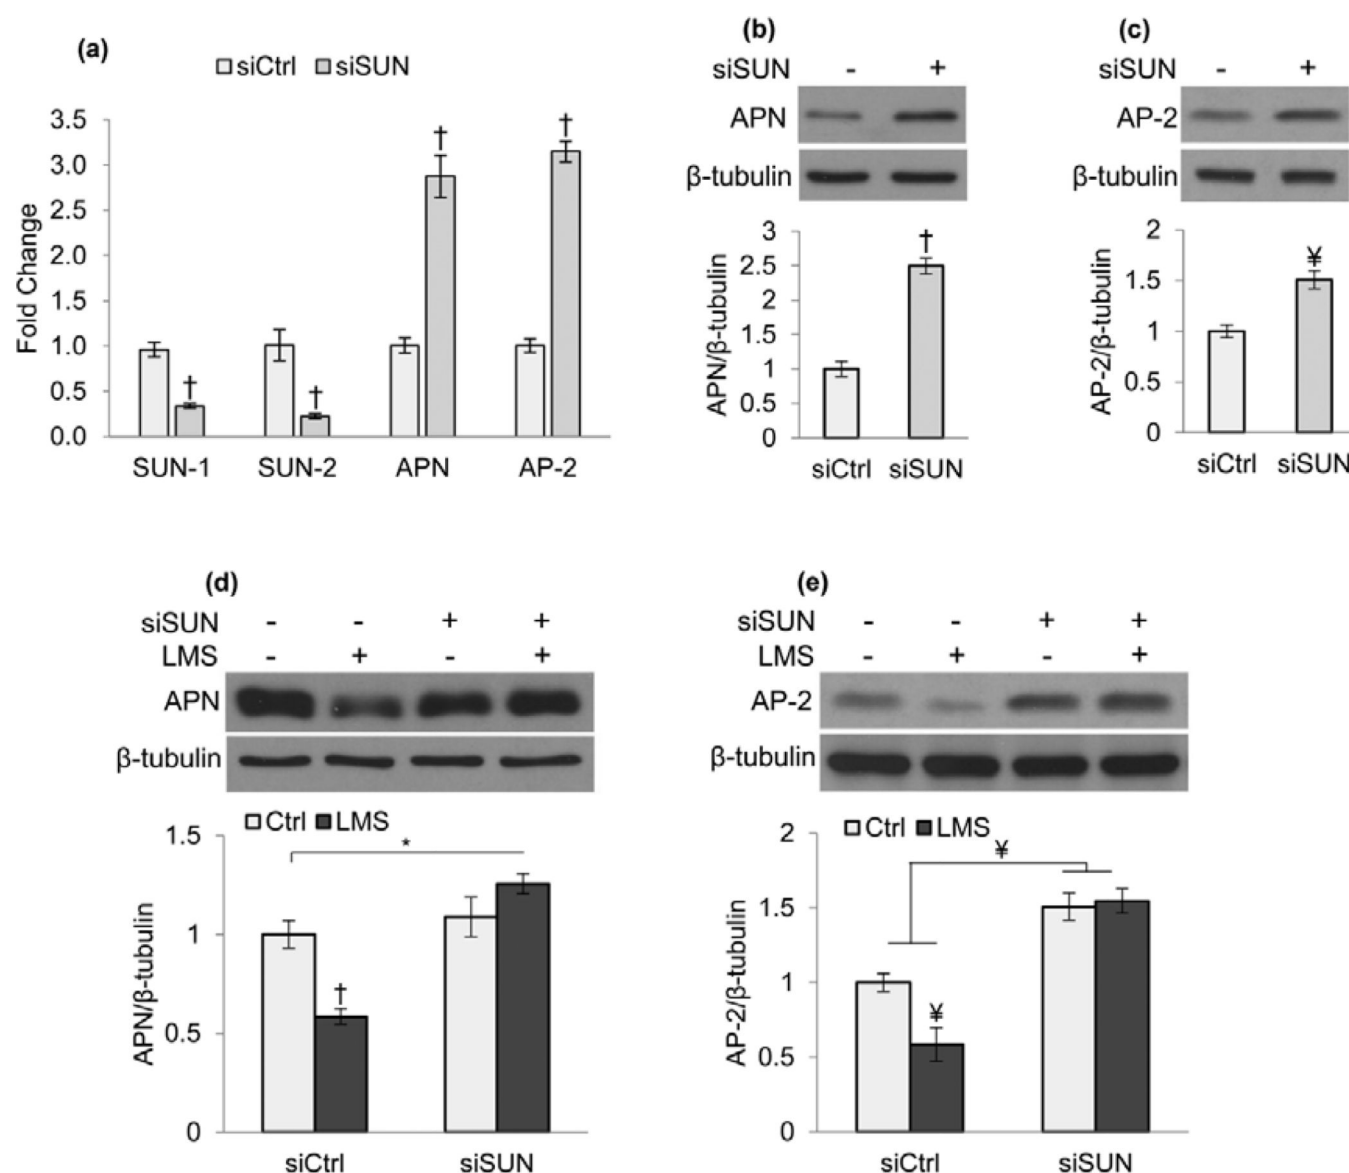 (a)
siCtrl siSUN
Fold Change
3.5
3.0
2.5
2.0
1.5
1.0
0.5
0.0
SUN-1 SUN-2 APN AP-2
† † † †
(b)
siSUN - +
APN
β-tubulin
APN/β-tubulin
3
2.5
2
1.5
1
0.5
0
†
siCtrl siSUN
(c)
siSUN - +
AP-2
β-tubulin
AP-2/β-tubulin
2
1.5
1
0.5
0
¥
siCtrl siSUN
(d)
siSUN - - + +
LMS - + - +
APN
β-tubulin
Ctrl LMS
APN/β-tubulin
1.5
1
0.5
0
*
†
siCtrl siSUN
(e)
siSUN - - + +
LMS - + - +
AP-2
β-tubulin
Ctrl LMS
AP-2/β-tubulin
2
1.5
1
0.5
0
¥
¥
siCtrl siSUN